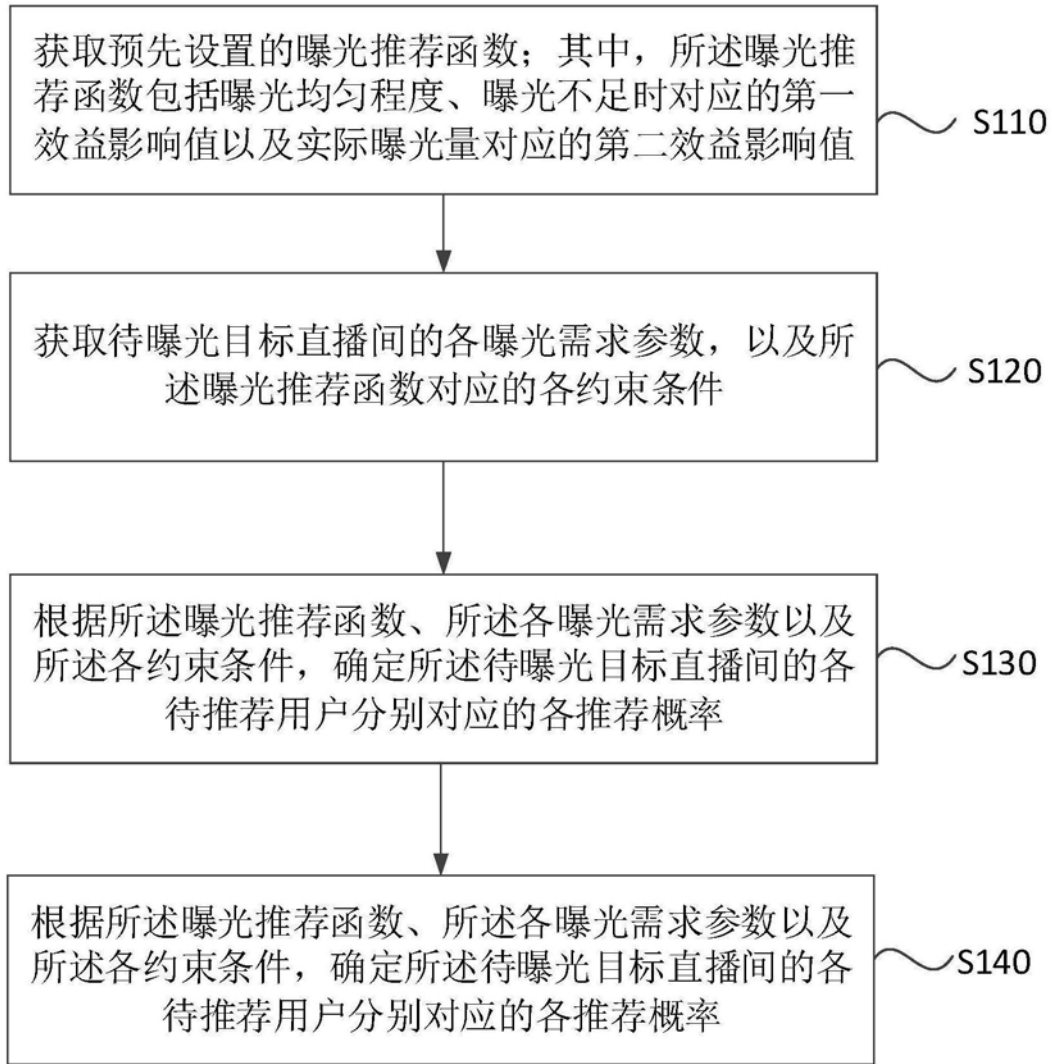 获取预先设置的曝光推荐函数；其中，所述曝光推
荐函数包括曝光均匀程度、曝光不足时对应的第一
效益影响值以及实际曝光量对应的第二效益影响值
S110
获取待曝光目标直播间的各曝光需求参数，以及所
述曝光推荐函数对应的各约束条件
S120
根据所述曝光推荐函数、所述各曝光需求参数以及
所述各约束条件，确定所述待曝光目标直播间的各
待推荐用户分别对应的各推荐概率
S130
根据所述曝光推荐函数、所述各曝光需求参数以及
所述各约束条件，确定所述待曝光目标直播间的各
待推荐用户分别对应的各推荐概率
S140